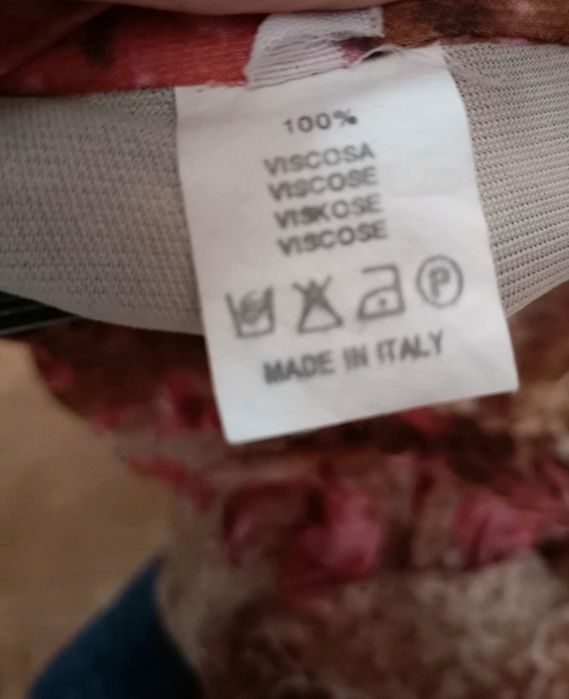 100%
VISCOSA
VISCOSE
VISKOSE
VISCOSE
P
MADE IN ITALY